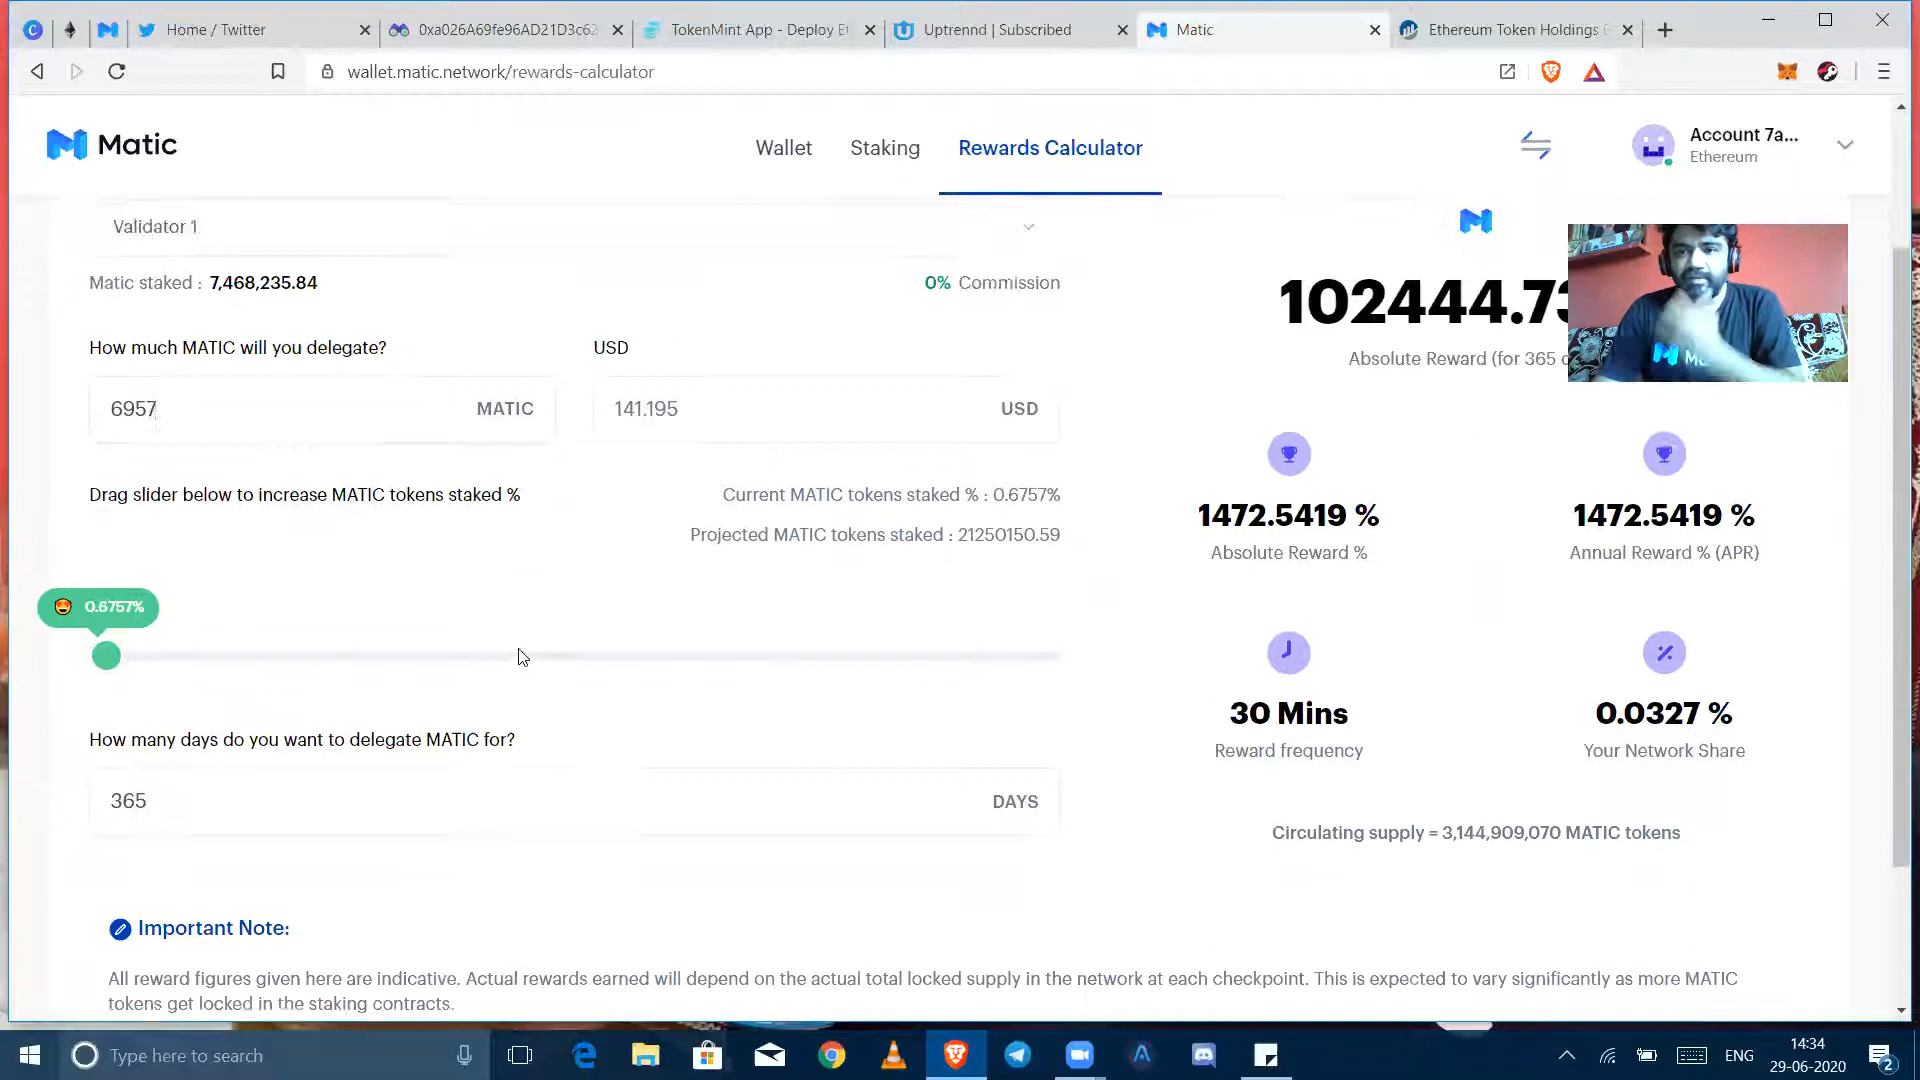 Home / Twitter
0xa026A69fe96AD21D3c62
TokenMint App - Deploy Et
Uptrennd | Subscribed
Matic
Ethereum Token Holdings
wallet.matic.network/rewards-calculator
Matic
Wallet
Staking
Rewards Calculator
Account 7a...
Ethereum
Validator 1
Matic staked : 7,468,235.84
0% Commission
102444.73
Absolute Reward (for 365
How much MATIC will you delegate?
USD
6957
MATIC
141.195
USD
Drag slider below to increase MATIC tokens staked %
Current MATIC tokens staked % : 0.6757%
Projected MATIC tokens staked : 21250150.59
1472.5419 %
Absolute Reward %
1472.5419 %
Annual Reward % (APR)
0.6757%
30 Mins
Reward frequency
0.0327 %
Your Network Share
How many days do you want to delegate MATIC for?
365
DAYS
Circulating supply = 3,144,909,070 MATIC tokens
Important Note:
All reward figures given here are indicative. Actual rewards earned will depend on the actual total locked supply in the network at each checkpoint. This is expected to vary significantly as more MATIC
tokens get locked in the staking contracts.
Type here to search
ENG
14:34
29-06-2020
2